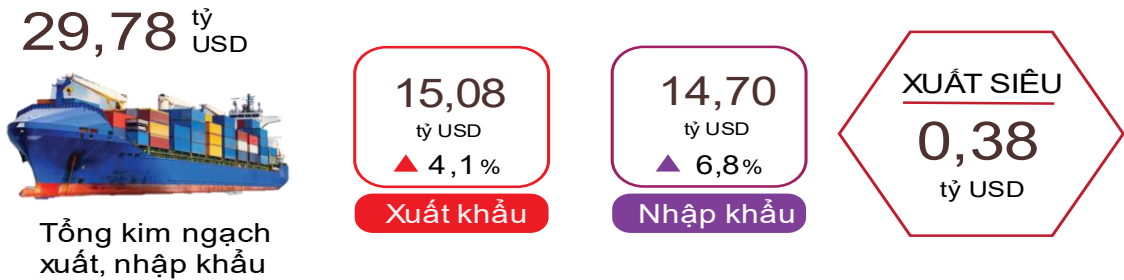 29,78 tỷ
USD
Tổng kim ngạch
xuất, nhập khẩu
15,08
tỷ USD
4,1%
Xuất khẩu
14,70
tỷ USD
6,8%
Nhập khẩu
XUẤT SIÊU
0,38
tỷ USD